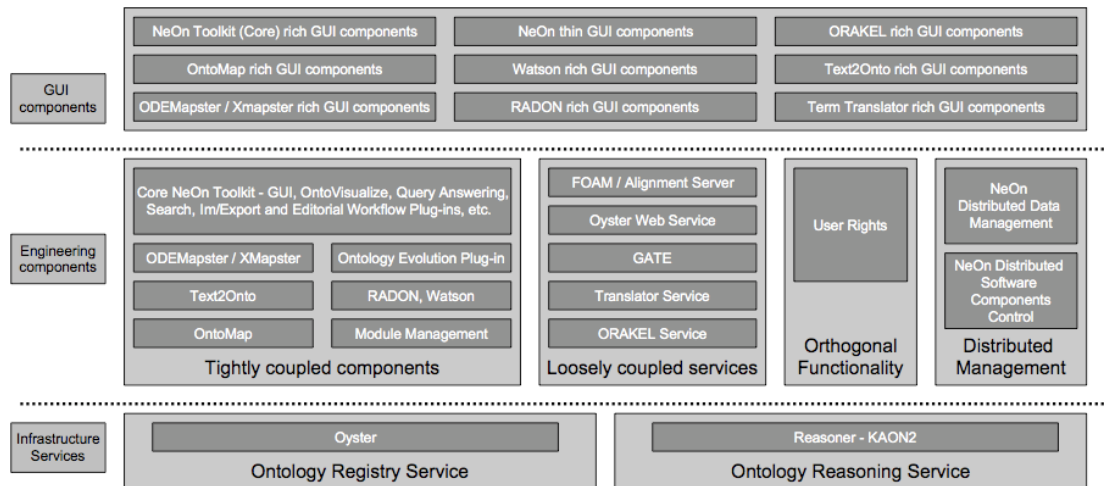 NeOn Toolkit (Core) rich GUI components
NeOn thin GUI components
ORAKEL rich GUI components
GUI
components
OntoMap rich GUI components
Watson rich GUI components
Text2Onto rich GUI components
ODEMapster / Xmapster rich GUI components
RADON rich GUI components
Term Translator rich GUI components
Engineering
components
Core NeOn Toolkit - GUI, OntoVisualize, Query Answering,
Search, Im/Export and Editorial Workflow Plug-ins, etc.
ODEMapster / XMapster
Ontology Evolution Plug-in
Text2Onto
RADON, Watson
OntoMap
Module Management
Tightly coupled components
FOAM / Alignment Server
Oyster Web Service
GATE
Translator Service
ORAKEL Service
Loosely coupled services
User Rights
Orthogonal
Functionality
NeOn
Distributed Data
Management
NeOn Distributed
Software
Components
Control
Distributed
Management
Infrastructure
Services
Oyster
Ontology Registry Service
Reasoner - KAON2
Ontology Reasoning Service